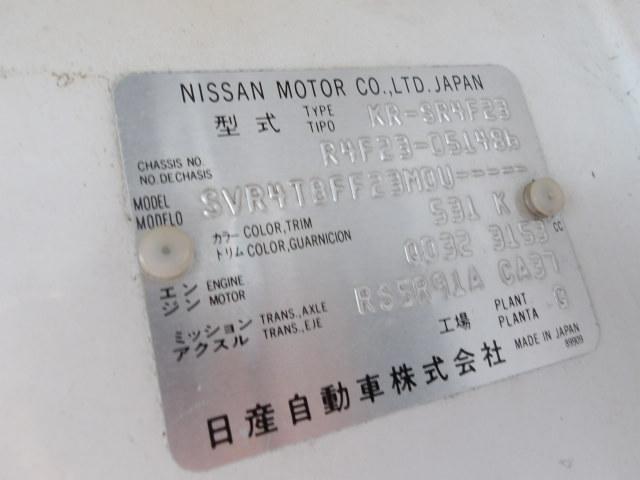 NISSAN MOTOR CO.,LTD. JAPAN
型式 TYPE TIPO KR-SR4F23
CHASSIS NO. NO. DE CHASIS R4F23-051486
MODEL MODELO SVR4TBFF23MDU-----
カラー COLOR,TRIM トリム COLOR,GUARNICION 531 K
エンジン ENGINE MOTOR QD32 3153 CC
ミッション アクスル TRANS.,AXLE TRANS.,EJE RS5R91A CA37
工場 PLANT PLANTA G
日産自動車株式会社 MADE IN JAPAN
89909